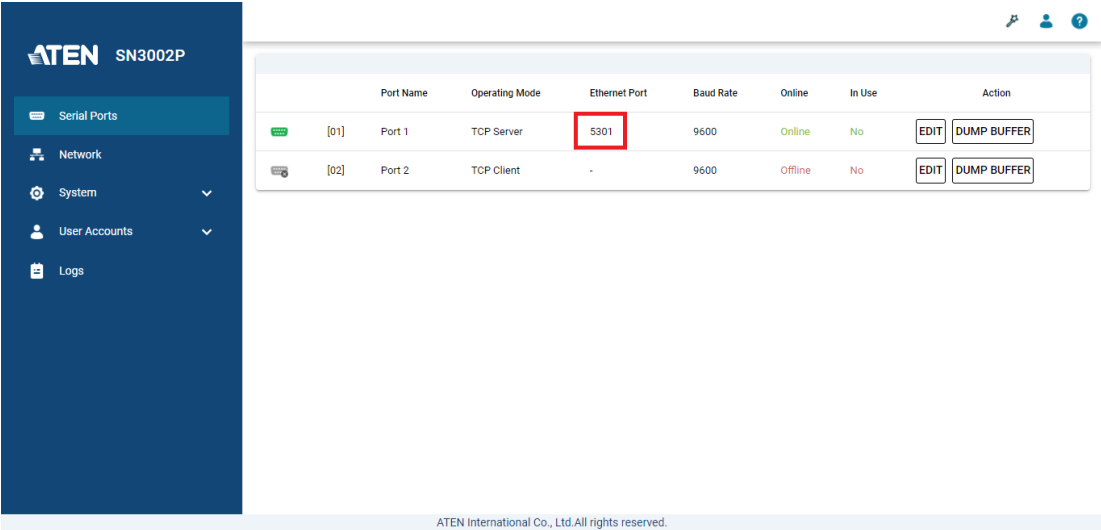 ATEN SN3002P
Serial Ports
Network
System
User Accounts
Logs
Port Name Operating Mode Ethernet Port Baud Rate Online In Use Action
[01] Port 1 TCP Server 5301 9600 Online No EDIT DUMP BUFFER
[02] Port 2 TCP Client - 9600 Offline No EDIT DUMP BUFFER
ATEN International Co., Ltd.All rights reserved.